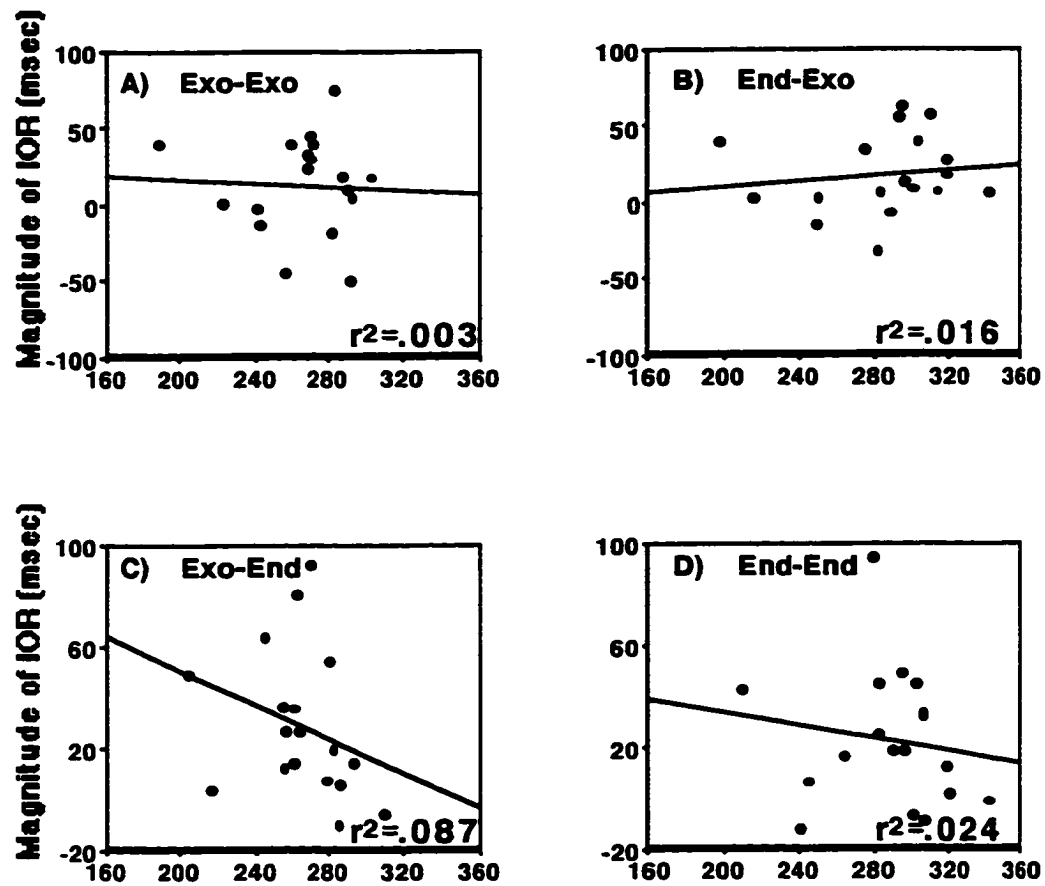 Magnitude of IOR (msec)
100
50
0
-50
-100
A) Exo-Exo
r2=.003
160 200 240 280 320 360
100
50
0
-50
-100
B) End-Exo
r2=.016
160 200 240 280 320 360
Magnitude of IOR (msec)
100
60
20
-20
C) Exo-End
r2=.087
160 200 240 280 320 360
100
60
20
-20
D) End-End
r2=.024
160 200 240 280 320 360